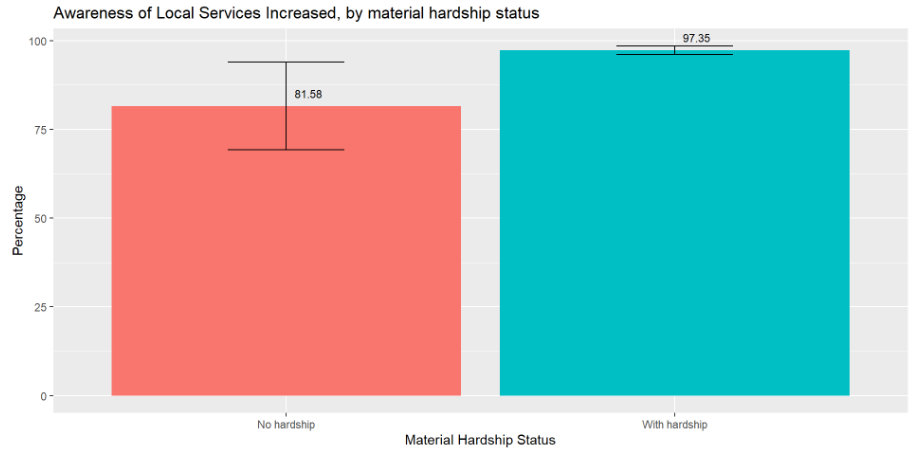 Awareness of Local Services Increased, by material hardship status
100
75
50
25
0
Percentage
81.58
97.35
No hardship
With hardship
Material Hardship Status